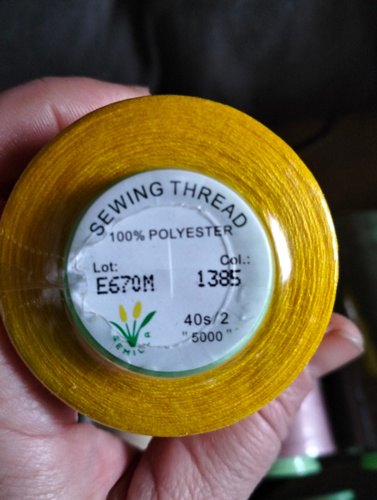 SEWING THREAD
100% POLYESTER
Lot: Col.:
E670M 1385
40s/2
"5000"